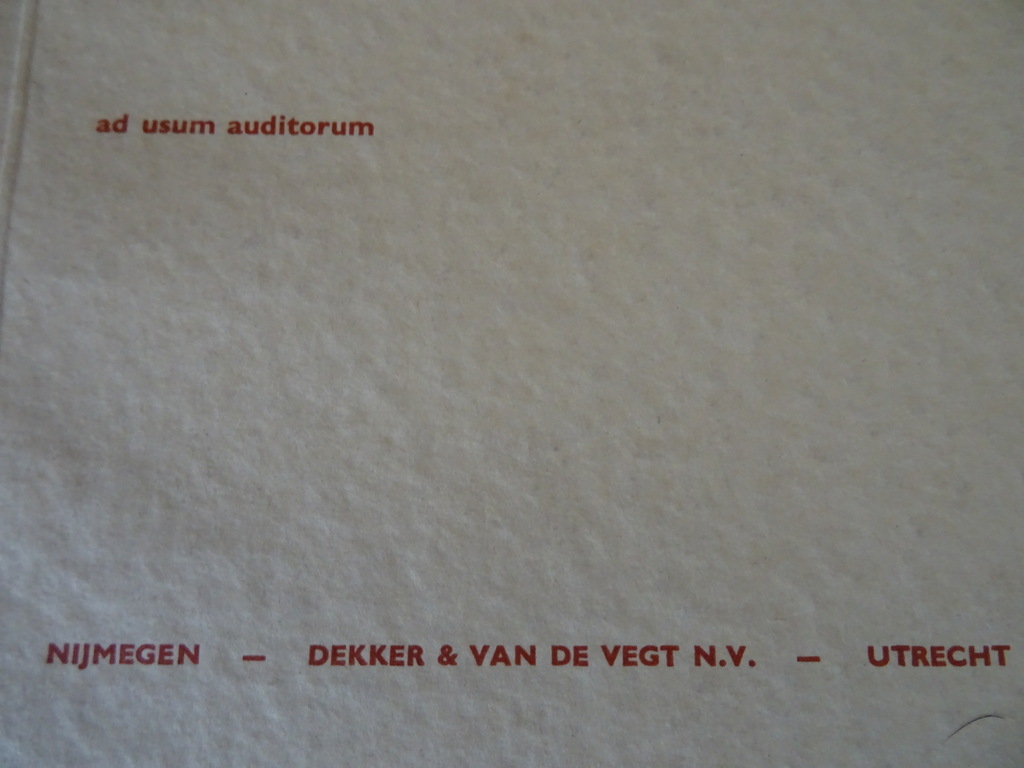 ad usum auditorum
NIJMEGEN — DEKKER & VAN DE VEGT N.V. — UTRECHT